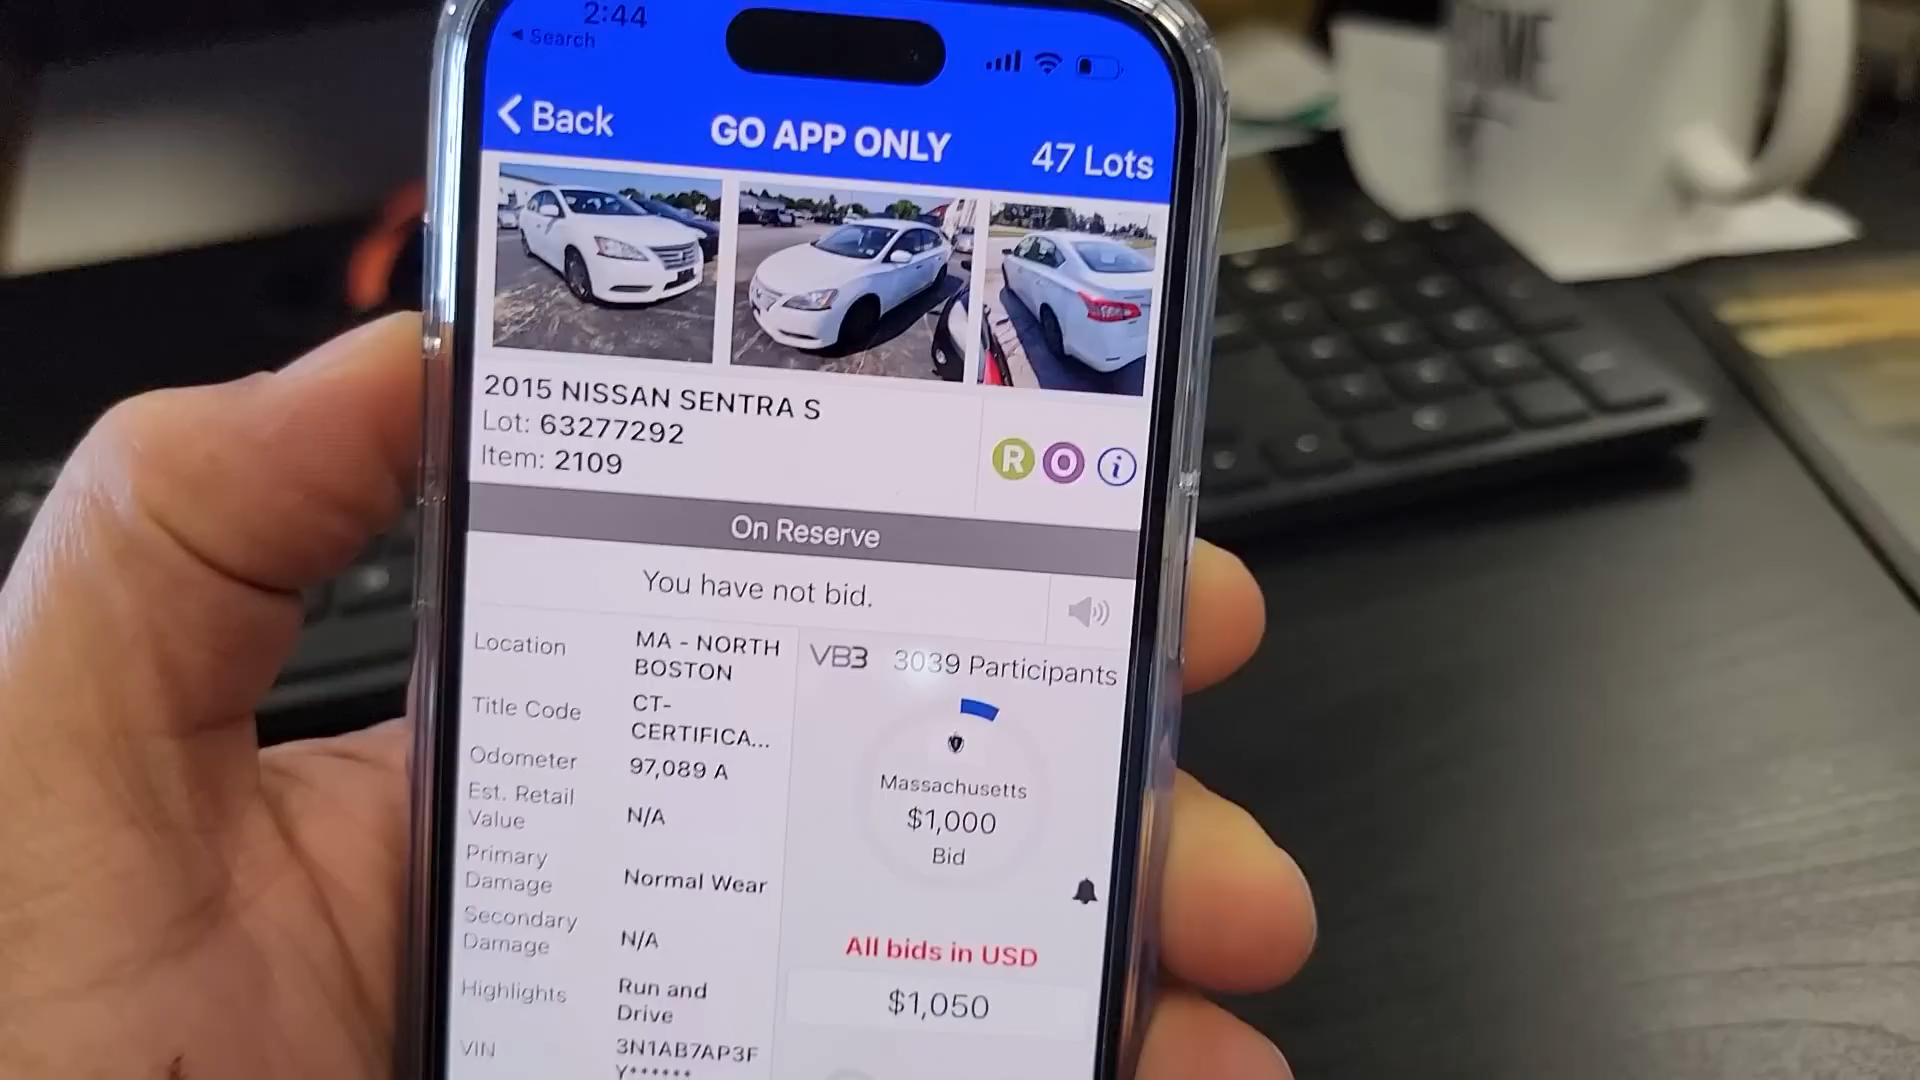 2:44
Search
Back
GO APP ONLY
47 Lots
2015 NISSAN SENTRA S
Lot: 63277292
Item: 2109
R O i
On Reserve
You have not bid.
Location MA - NORTH BOSTON
Title Code CT-CERTIFICA...
Odometer 97,089 A
Est. Retail Value N/A
Primary Damage Normal Wear
Secondary Damage N/A
Highlights Run and Drive
VIN 3N1AB7AP3FY******
VB3 3039 Participants
Massachusetts
$1,000
Bid
All bids in USD
$1,050